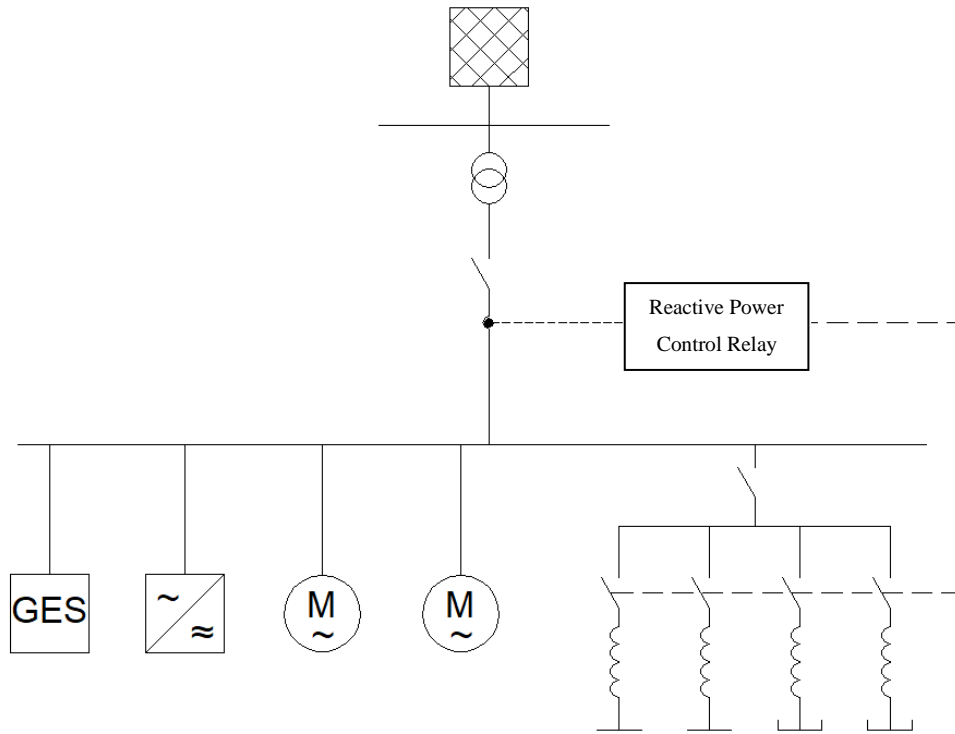 Reactive Power
Control Relay
GES
~
≈
M
~
M
~